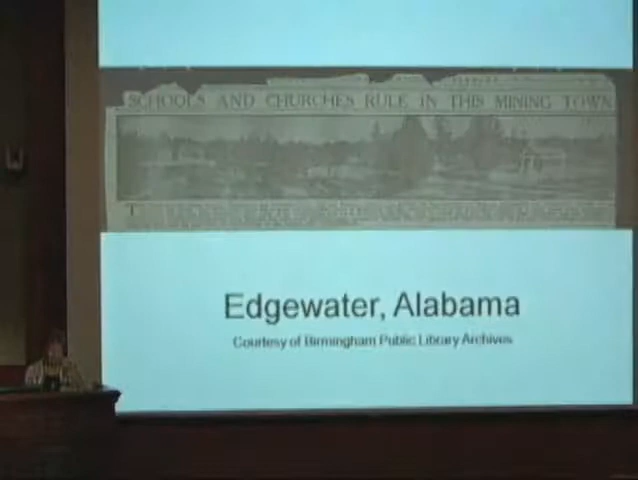 SCHOOLS AND CHURCHES RULE IN THIS MINING TOWN
Edgewater, Alabama
Courtesy of Birmingham Public Library Archives